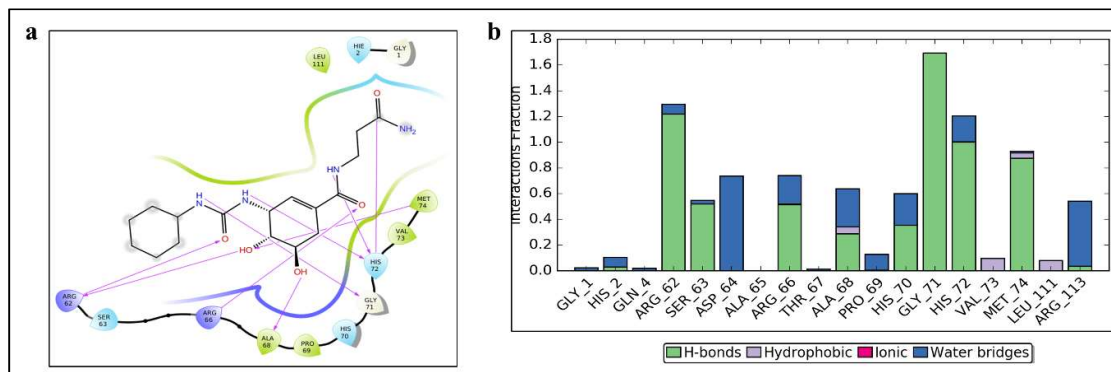 a
LEU
111
HIE
2
GLY
1
O
NH₂
HN
O
N
H
N
H
O
HO
OH
MET
74
VAL
73
HIS
72
GLY
71
HIS
70
PRO
69
ALA
68
ARG
66
SER
63
ARG
62
b
Interactions Fraction
1.8
1.6
1.4
1.2
1.0
0.8
0.6
0.4
0.2
0.0
GLY_1
HIS_2
GLN_4
ARG_62
SER_63
ASP_64
ALA_65
ARG_66
THR_67
ALA_68
PRO_69
HIS_70
GLY_71
HIS_72
VAL_73
MET_74
LEU_111
ARG_113
H-bonds Hydrophobic Ionic Water bridges